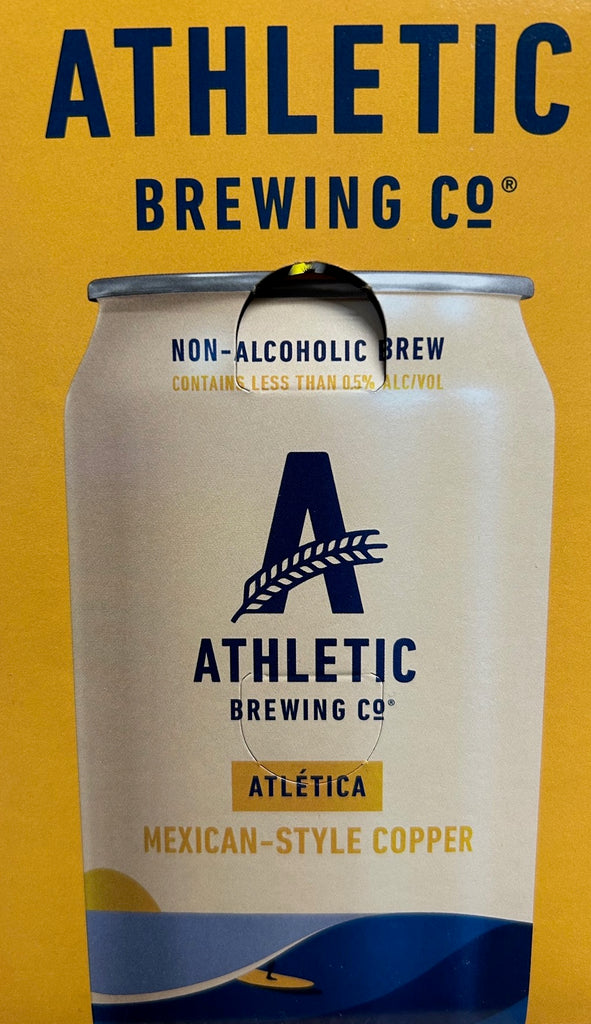 ATHLETIC
BREWING Cº®
NON-ALCOHOLIC BREW
CONTAINS LESS THAN 0.5% ALC/VOL
A
ATHLETIC
BREWING Cº®
ATLÉTICA
MEXICAN-STYLE COPPER